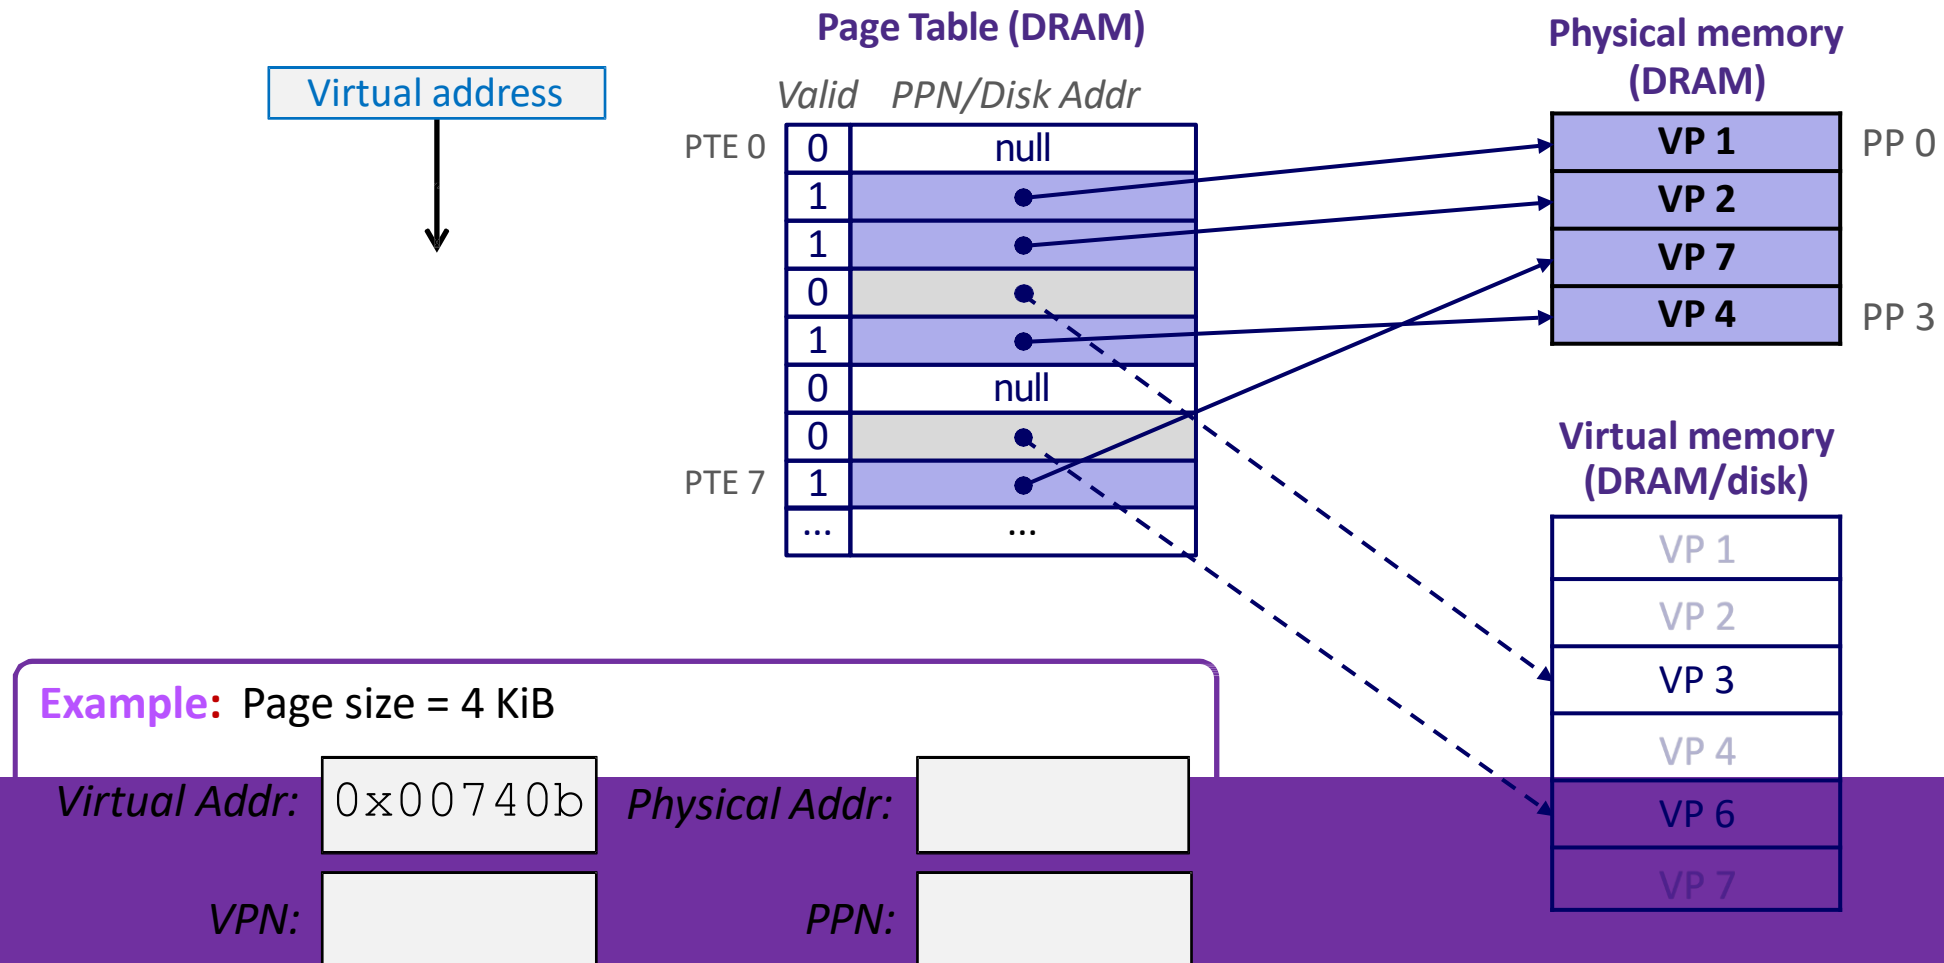 Page Table (DRAM)
Physical memory
(DRAM)
Virtual address
Valid PPN/Disk Addr
PTE 0 0 null
1
1
0
1
0 null
0
PTE 7 1
... ...
VP 1 PP 0
VP 2
VP 7
VP 4 PP 3
Virtual memory
(DRAM/disk)
VP 1
VP 2
VP 3
VP 4
VP 6
VP 7
Example: Page size = 4 KiB
Virtual Addr: 0x00740b Physical Addr:
VPN: PPN: